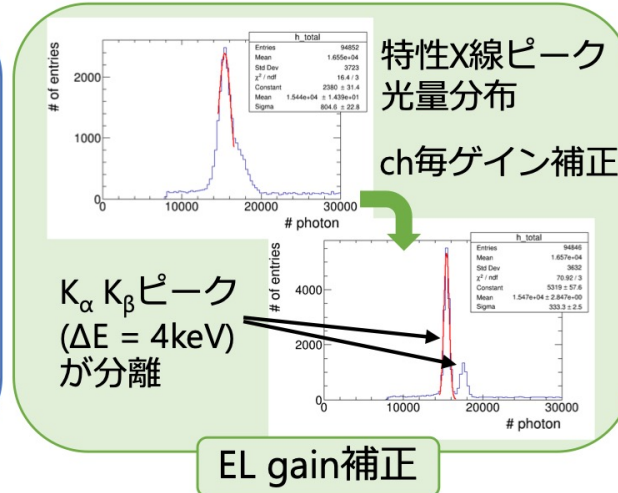 h_total
Entries 94852
Mean 1.655e+04
Std Dev 3723
χ² / ndf 16.4 / 3
Constant 2380 ± 31.4
Mean 1.544e+04 ± 1.439e+01
Sigma 804.6 ± 22.8
# of entries
2000
1000
0
0 10000 20000 30000
# photon
特性X線ピーク
光量分布
ch毎ゲイン補正
h_total
Entries 94846
Mean 1.657e+04
Std Dev 3632
χ² / ndf 70.92 / 3
Constant 5319 ± 57.6
Mean 1.547e+04 ± 2.847e+00
Sigma 333.3 ± 2.5
# of entries
4000
2000
0
0 10000 20000 30000
# photon
Kα Kβピーク
(ΔE = 4keV)
が分離
EL gain補正